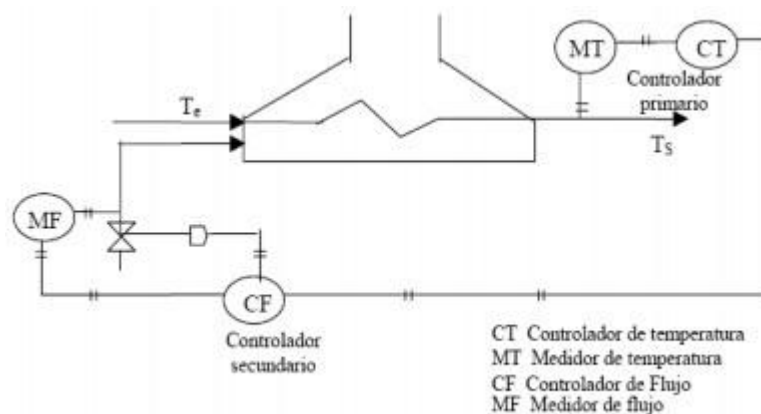 MT
CT
Controlador
primario
Te
TS
MF
CF
Controlador
secundario
CT Controlador de temperatura
MT Medidor de temperatura
CF Controlador de Flujo
MF Medidor de flujo